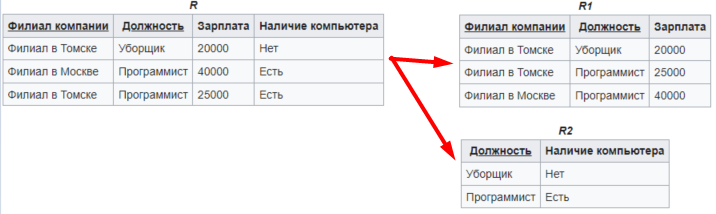 R
Филиал компании Должность Зарплата Наличие компьютера
Филиал в Томске Уборщик 20000 Нет
Филиал в Москве Программист 40000 Есть
Филиал в Томске Программист 25000 Есть
R1
Филиал компании Должность Зарплата
Филиал в Томске Уборщик 20000
Филиал в Томске Программист 25000
Филиал в Москве Программист 40000
R2
Должность Наличие компьютера
Уборщик Нет
Программист Есть